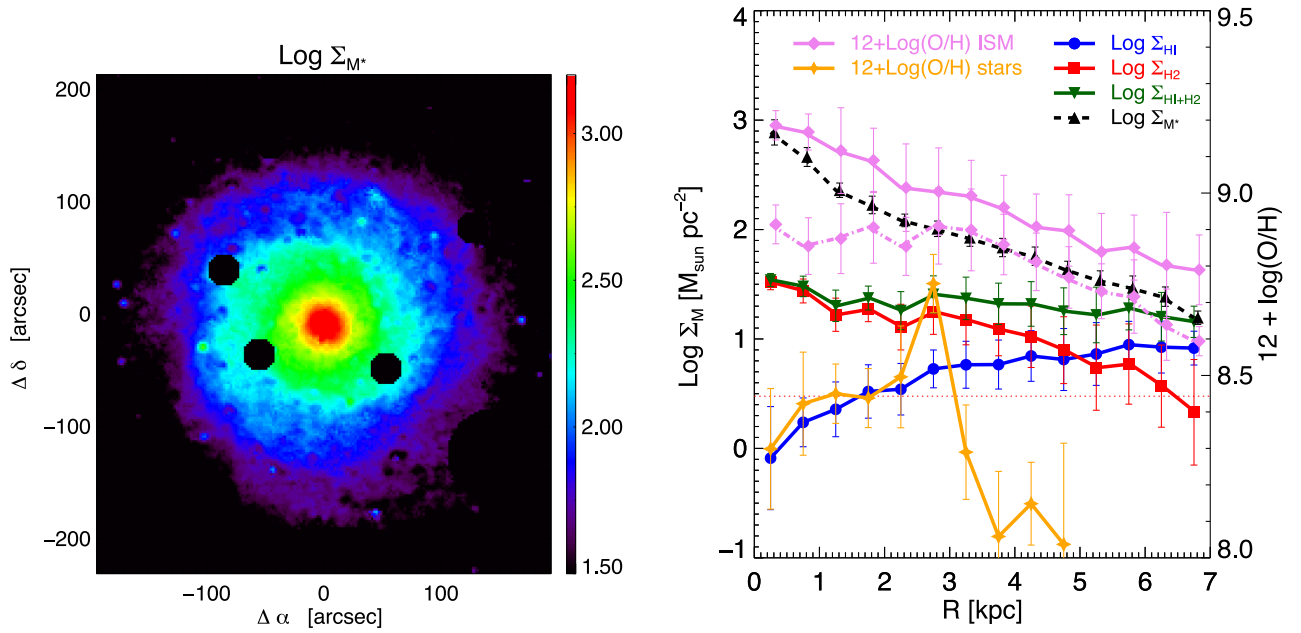 Log Σ_M*
200
100
0
−100
−200
Δ δ [arcsec]
−100 0 100
Δ α [arcsec]
3.00
2.50
2.00
1.50
4
3
2
1
0
−1
Log Σ_M [M_sun pc⁻²]
12+Log(O/H) ISM
12+Log(O/H) stars
Log Σ_HI
Log Σ_H2
Log Σ_HI+H2
Log Σ_M*
0 1 2 3 4 5 6 7
R [kpc]
9.5
9.0
8.5
8.0
12 + log(O/H)